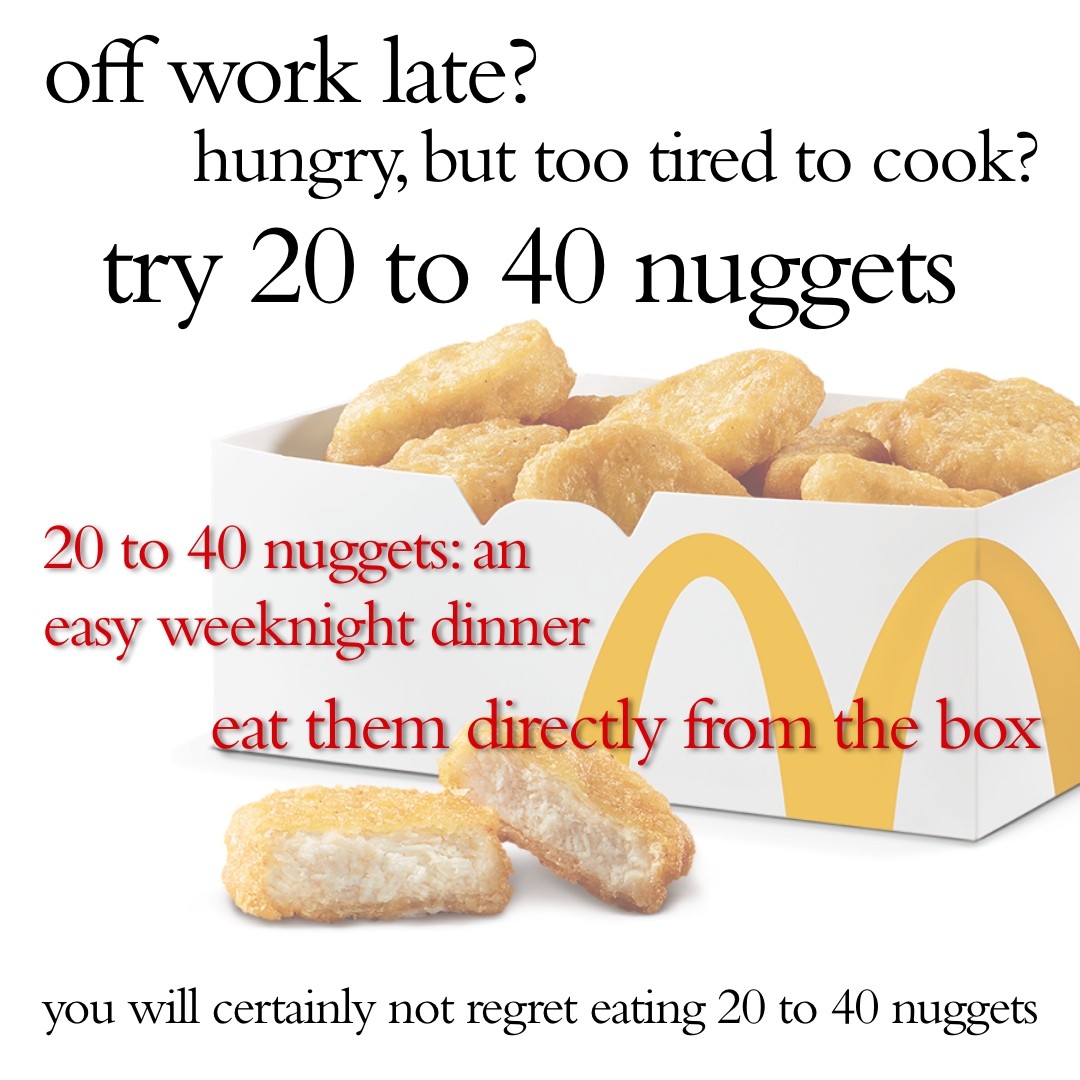 off work late?
hungry, but too tired to cook?
try 20 to 40 nuggets
20 to 40 nuggets: an
easy weeknight dinner
eat them directly from the box
you will certainly not regret eating 20 to 40 nuggets